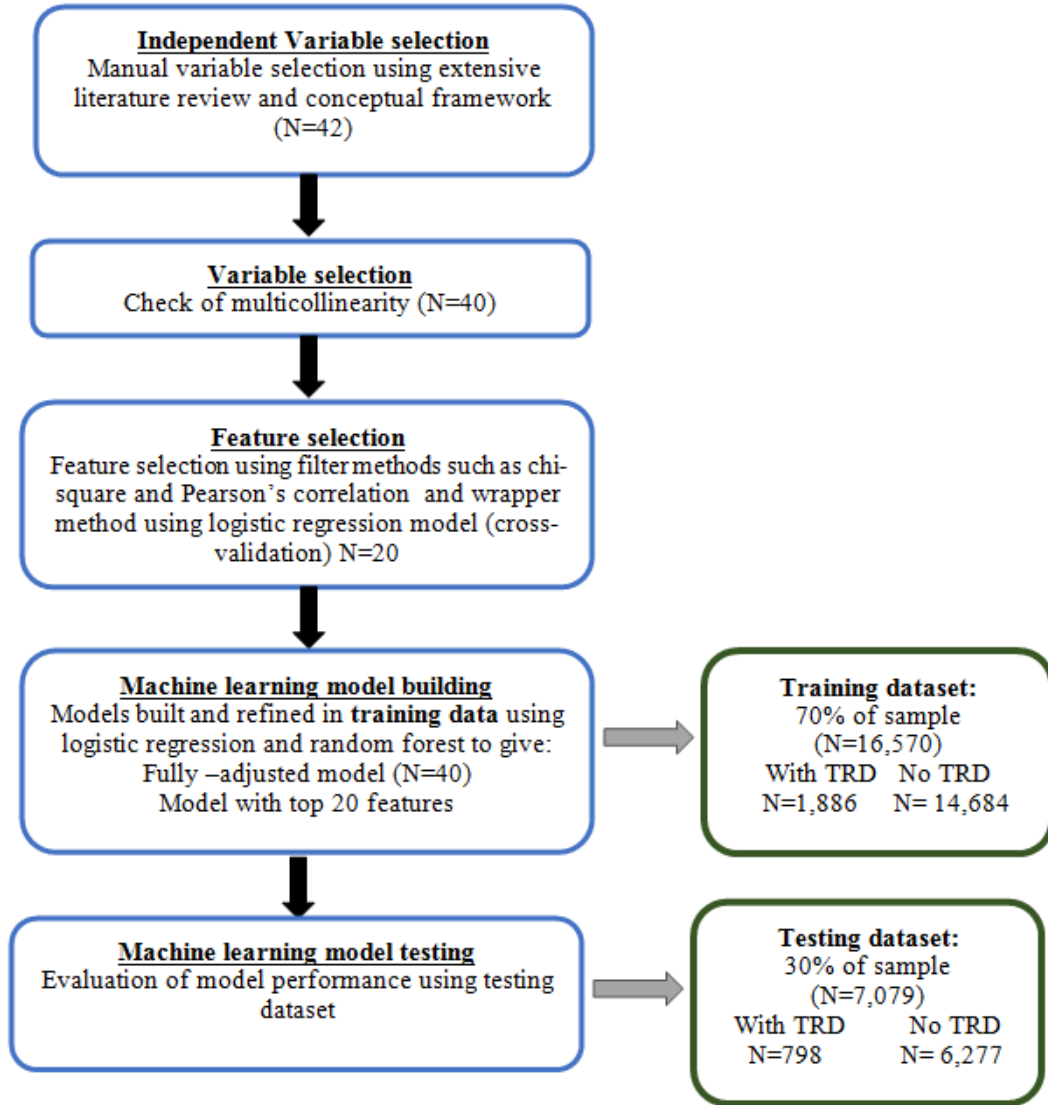 Independent Variable selection
Manual variable selection using extensive
literature review and conceptual framework
(N=42)
Variable selection
Check of multicollinearity (N=40)
Feature selection
Feature selection using filter methods such as chi-
square and Pearson’s correlation and wrapper
method using logistic regression model (cross-
validation) N=20
Machine learning model building
Models built and refined in training data using
logistic regression and random forest to give:
Fully –adjusted model (N=40)
Model with top 20 features
Training dataset:
70% of sample
(N=16,570)
With TRD No TRD
N=1,886 N= 14,684
Machine learning model testing
Evaluation of model performance using testing
dataset
Testing dataset:
30% of sample
(N=7,079)
With TRD No TRD
N=798 N= 6,277